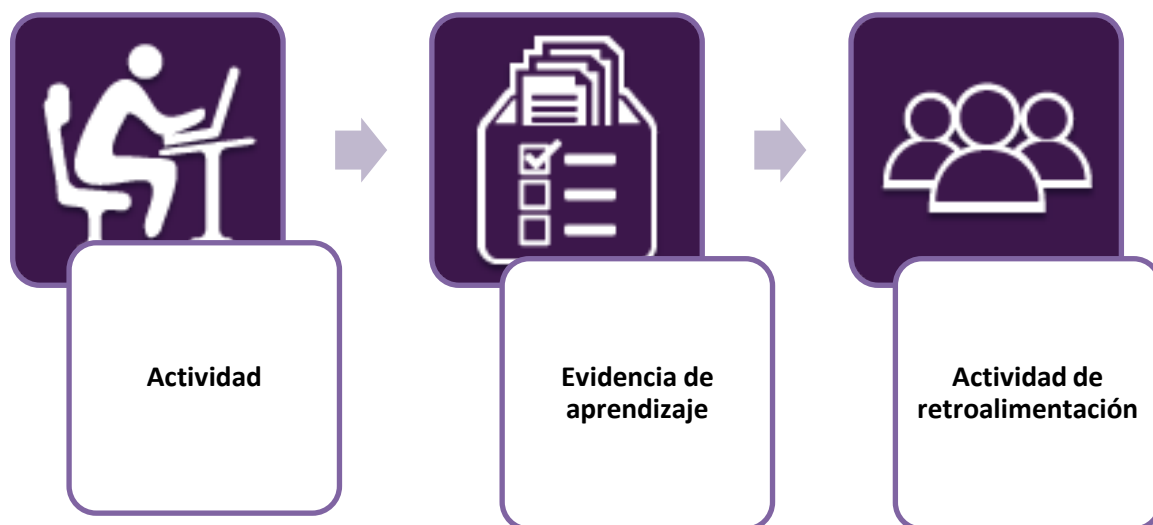 Actividad
Evidencia de
aprendizaje
Actividad de
retroalimentación